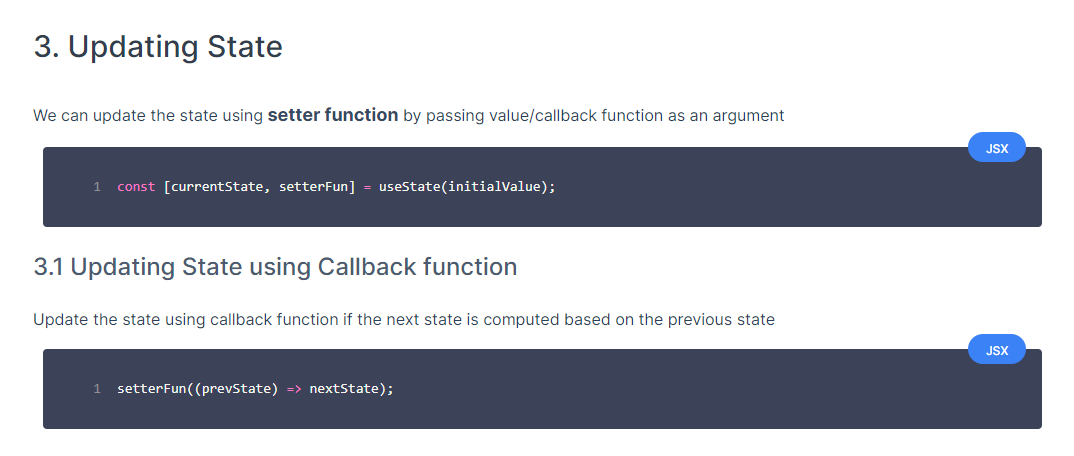 3. Updating State
We can update the state using setter function by passing value/callback function as an argument
JSX
1 const [currentState, setterFun] = useState(initialValue);
3.1 Updating State using Callback function
Update the state using callback function if the next state is computed based on the previous state
JSX
1 setterFun((prevState) => nextState);